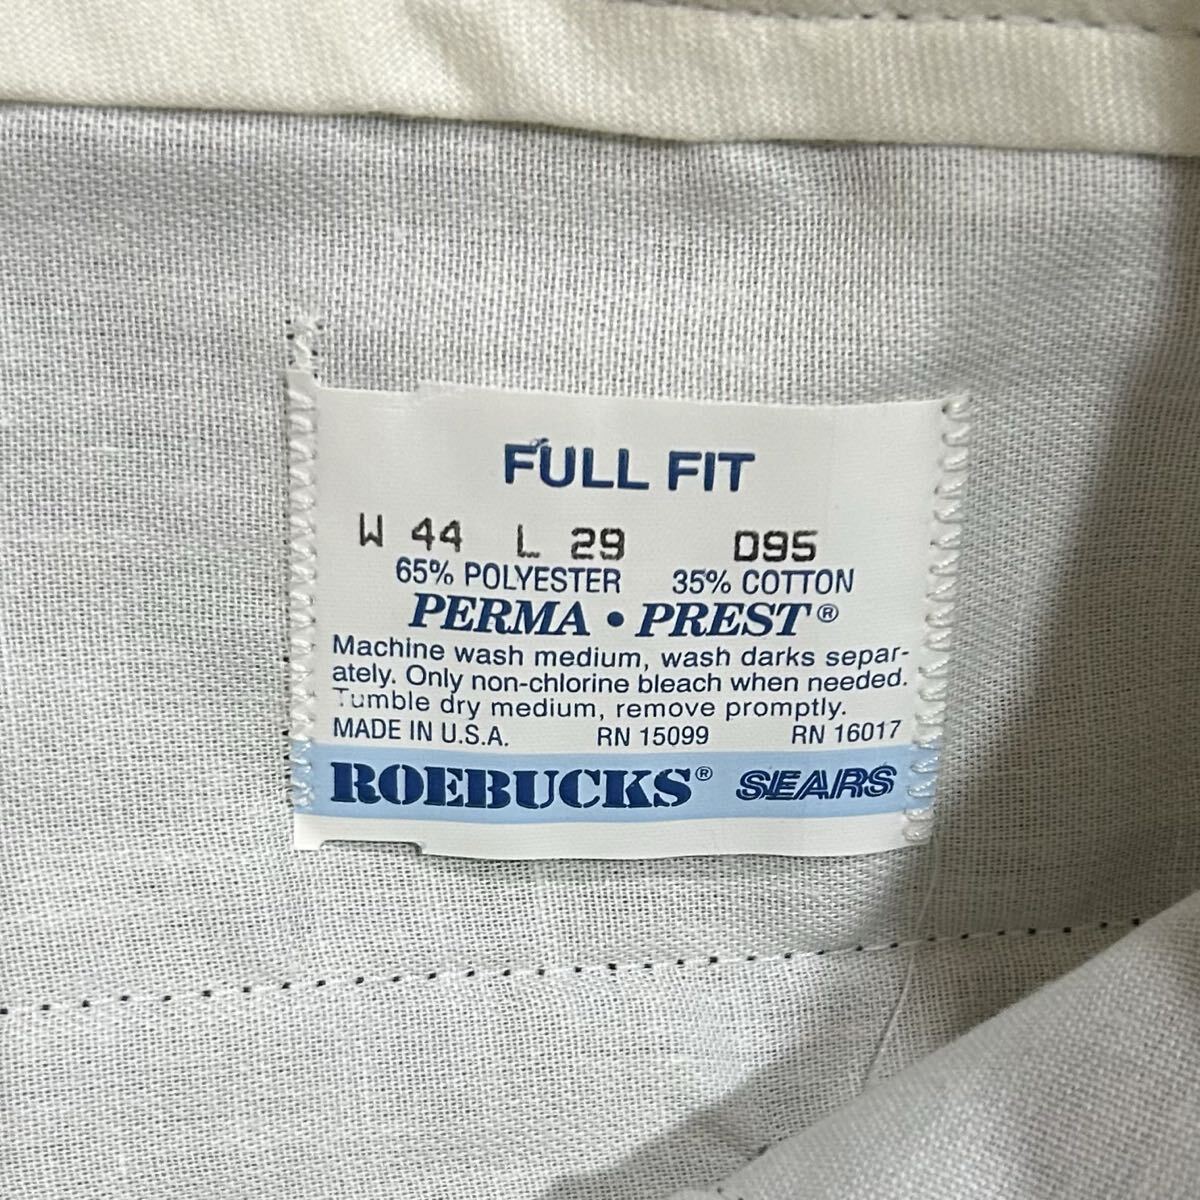 FULL FIT
W 44 L 29 D95
65% POLYESTER 35% COTTON
PERMA • PREST®
Machine wash medium, wash darks separ-
ately. Only non-chlorine bleach when needed.
Tumble dry medium, remove promptly.
MADE IN U.S.A. RN 15099 RN 16017
ROEBUCKS® SEARS